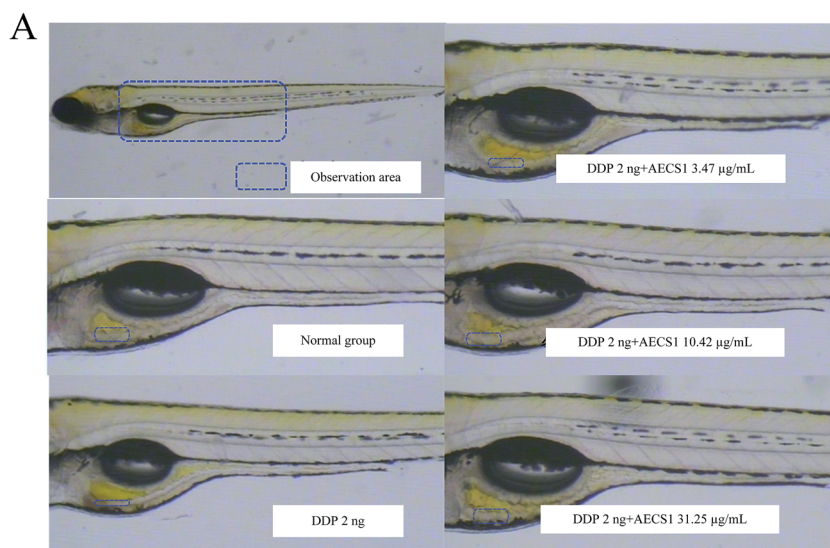 A
Observation area
DDP 2 ng+AECS1 3.47 μg/mL
Normal group
DDP 2 ng+AECS1 10.42 μg/mL
DDP 2 ng
DDP 2 ng+AECS1 31.25 μg/mL